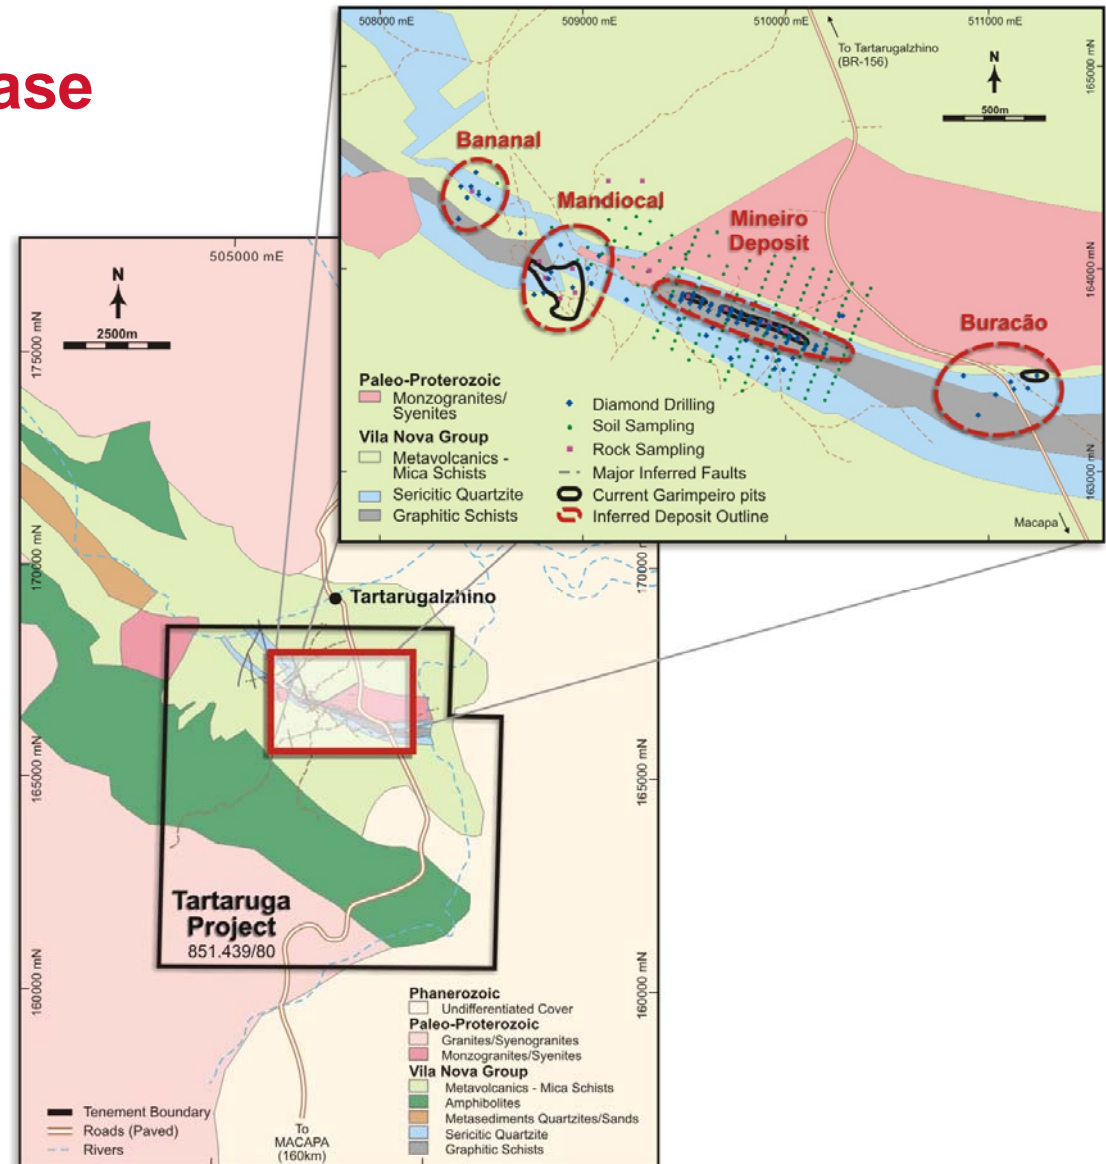 ase
508000 mE
509000 mE
510000 mE
511000 mE
To Tartarugalzhino
(BR-156)
N
500m
165000 mN
164000 mN
163000 mN
Bananal
Mandiocal
Mineiro
Deposit
Buracão
Paleo-Proterozoic
Monzogranites/
Syenites
Vila Nova Group
Metavolcanics -
Mica Schists
Sericitic Quartzite
Graphitic Schists
Diamond Drilling
Soil Sampling
Rock Sampling
Major Inferred Faults
Current Garimpeiro pits
Inferred Deposit Outline
Macapa
505000 mE
N
2500m
175000 mN
170000 mN
165000 mN
160000 mN
170000 mN
165000 mN
160000 mN
Tartarugalzhino
Tartaruga
Project
851.439/80
Phanerozoic
Undifferentiated Cover
Paleo-Proterozoic
Granites/Syenogranites
Monzogranites/Syenites
Vila Nova Group
Metavolcanics - Mica Schists
Amphibolites
Metasediments Quartzites/Sands
Sericitic Quartzite
Graphitic Schists
Tenement Boundary
Roads (Paved)
Rivers
To
MACAPA
(160km)